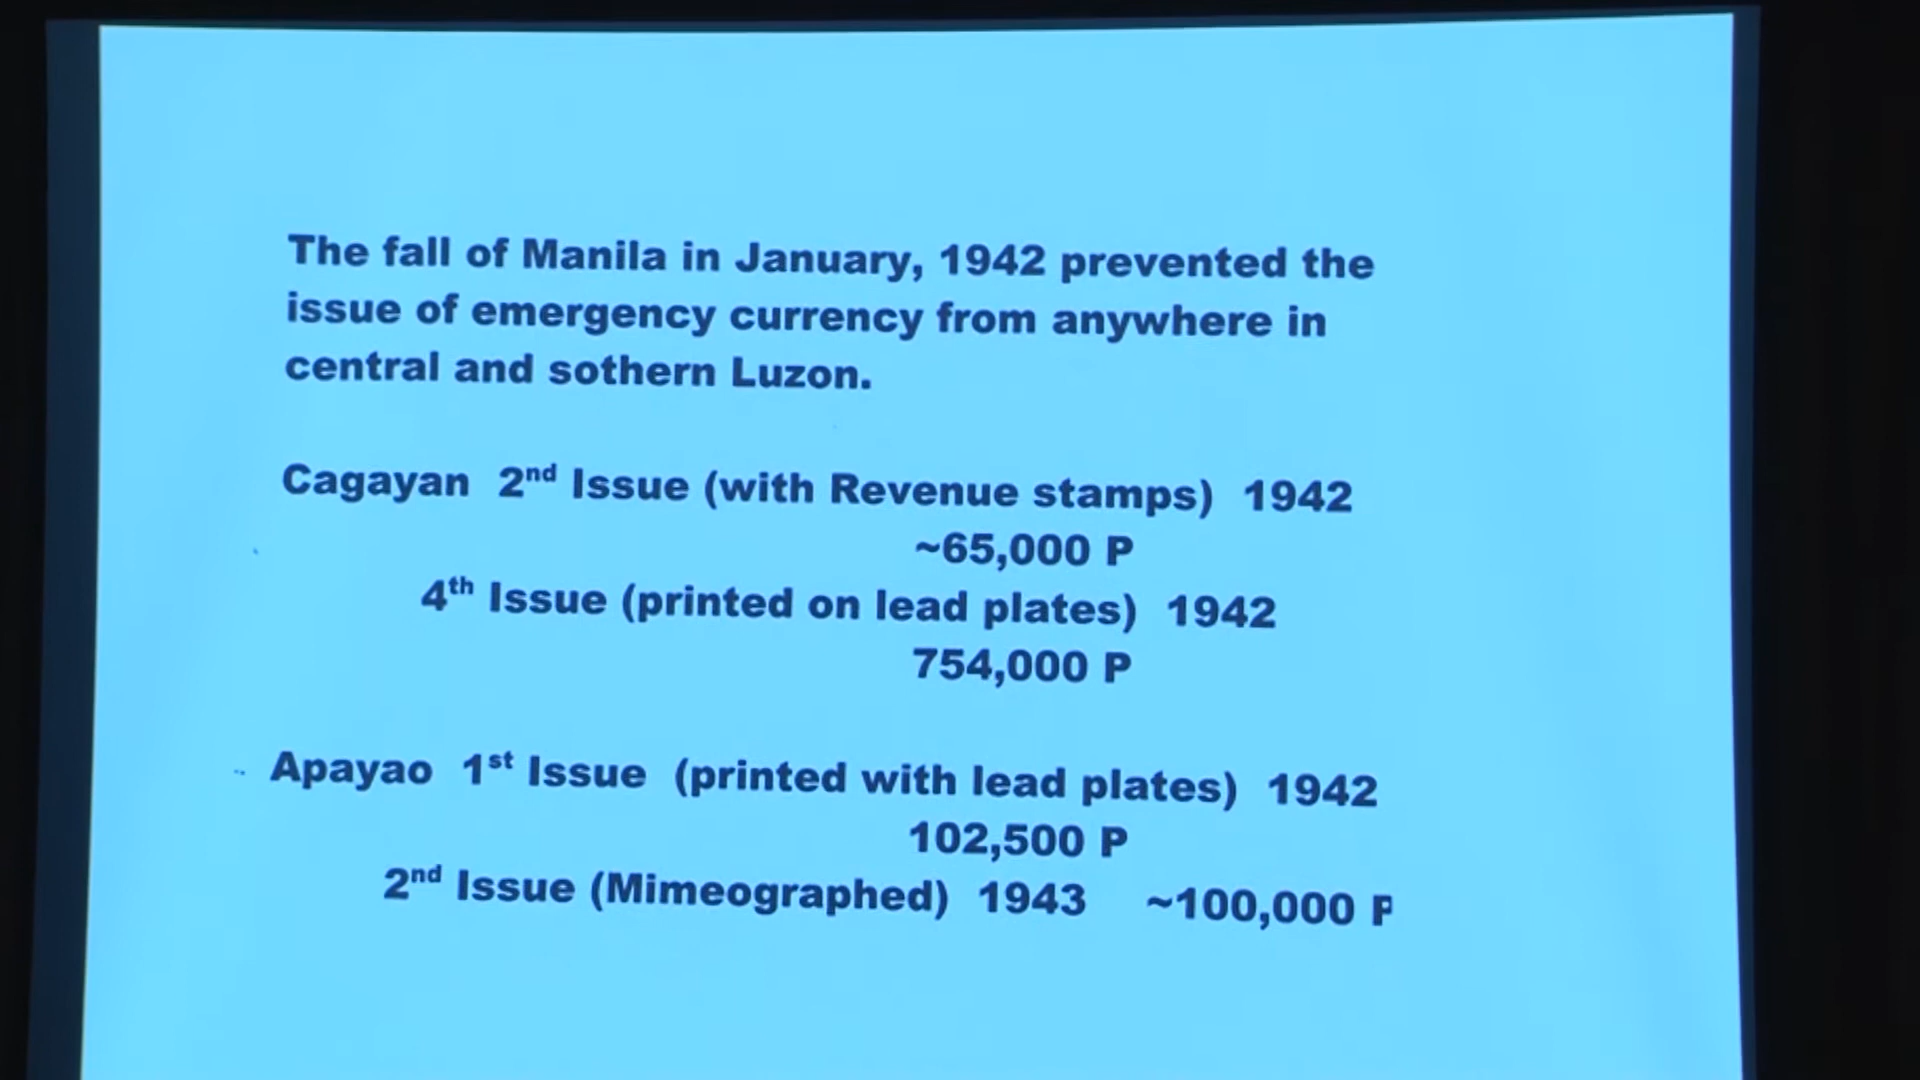 The fall of Manila in January, 1942 prevented the
issue of emergency currency from anywhere in
central and sothern Luzon.
Cagayan 2nd Issue (with Revenue stamps) 1942
~65,000 P
4th Issue (printed on lead plates) 1942
754,000 P
Apayao 1st Issue (printed with lead plates) 1942
102,500 P
2nd Issue (Mimeographed) 1943 ~100,000 P